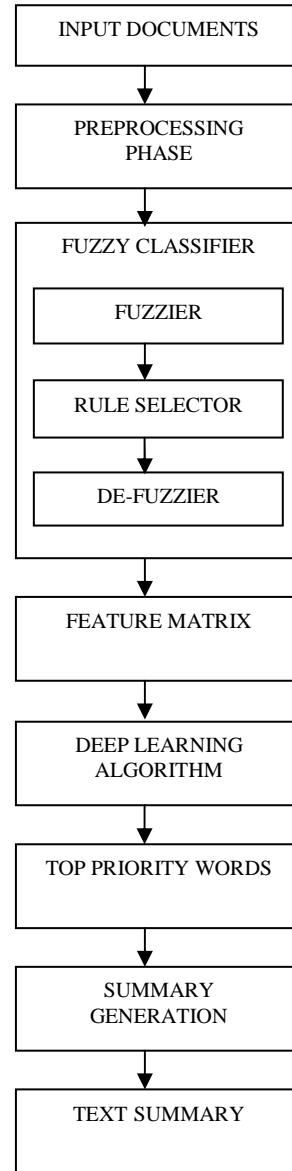 INPUT DOCUMENTS
PREPROCESSING
PHASE
FUZZY CLASSIFIER
FUZZIER
RULE SELECTOR
DE-FUZZIER
FEATURE MATRIX
DEEP LEARNING
ALGORITHM
TOP PRIORITY WORDS
SUMMARY
GENERATION
TEXT SUMMARY